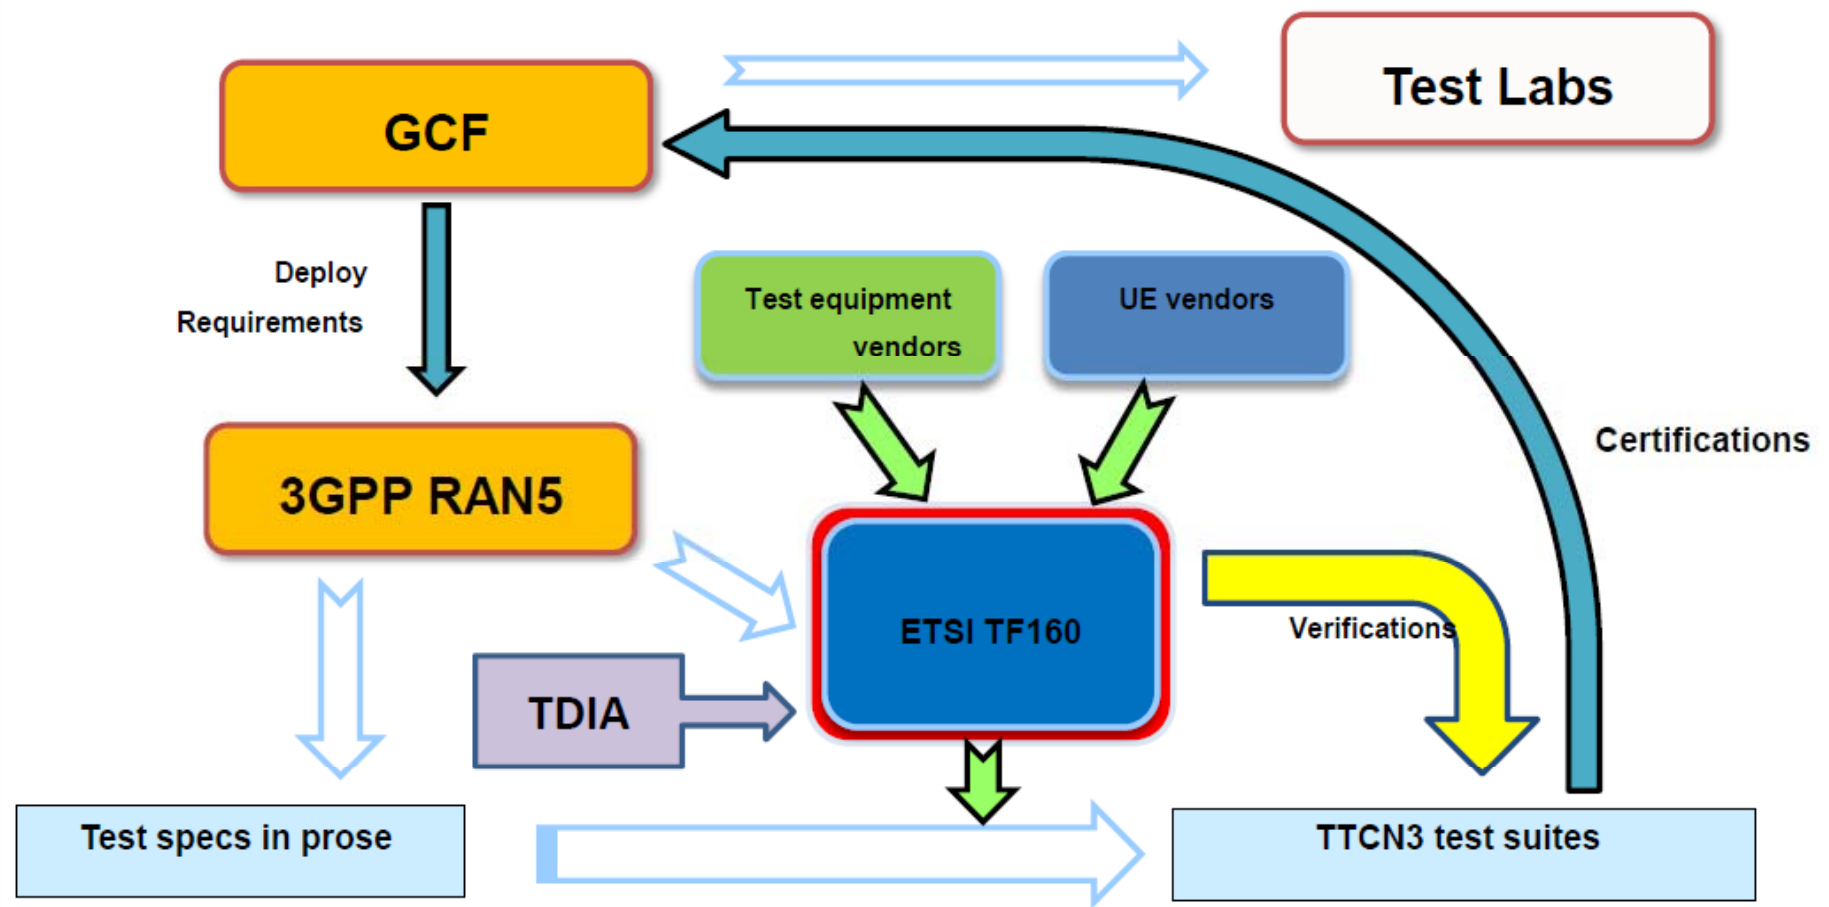 Test Labs
GCF
Deploy
Requirements
Test equipment
vendors
UE vendors
Certifications
3GPP RAN5
ETSI TF160
Verifications
TDIA
Test specs in prose
TTCN3 test suites